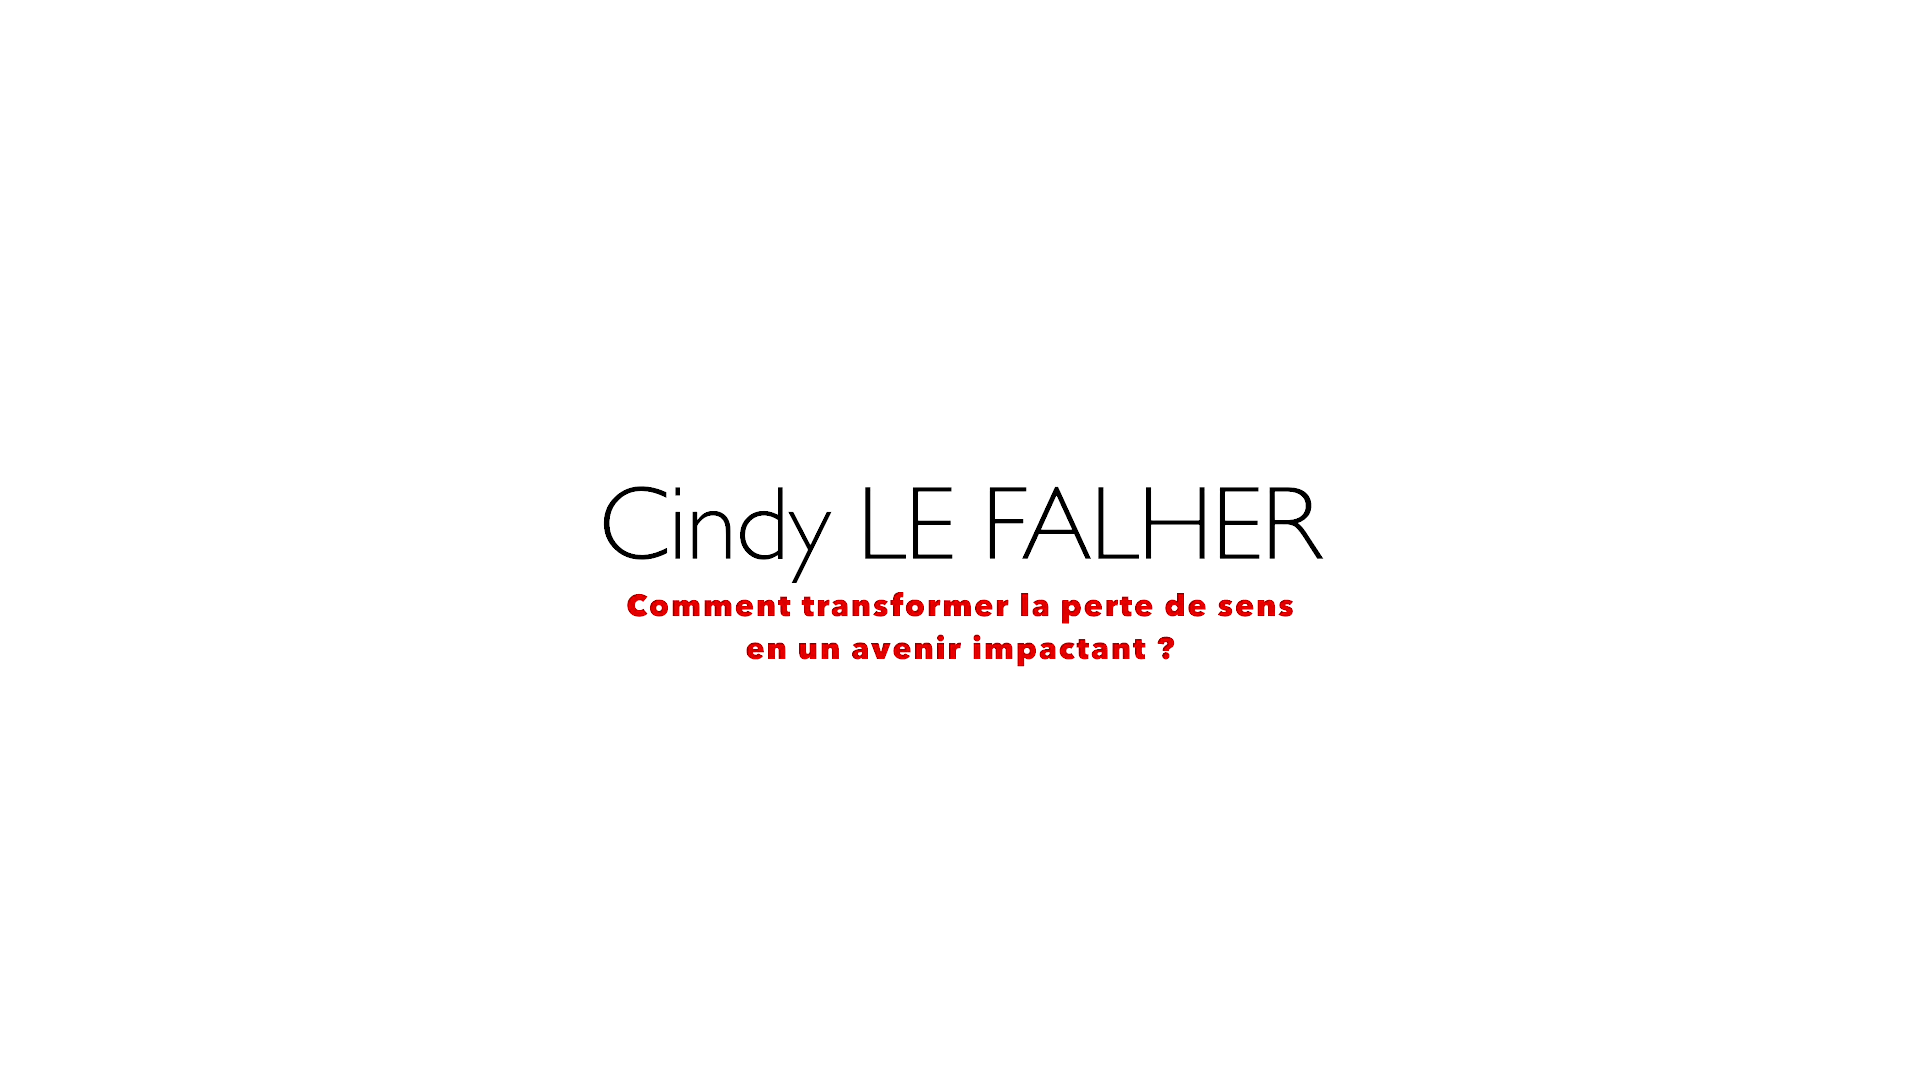 Cindy LE FALHER
Comment transformer la perte de sens
en un avenir impactant ?